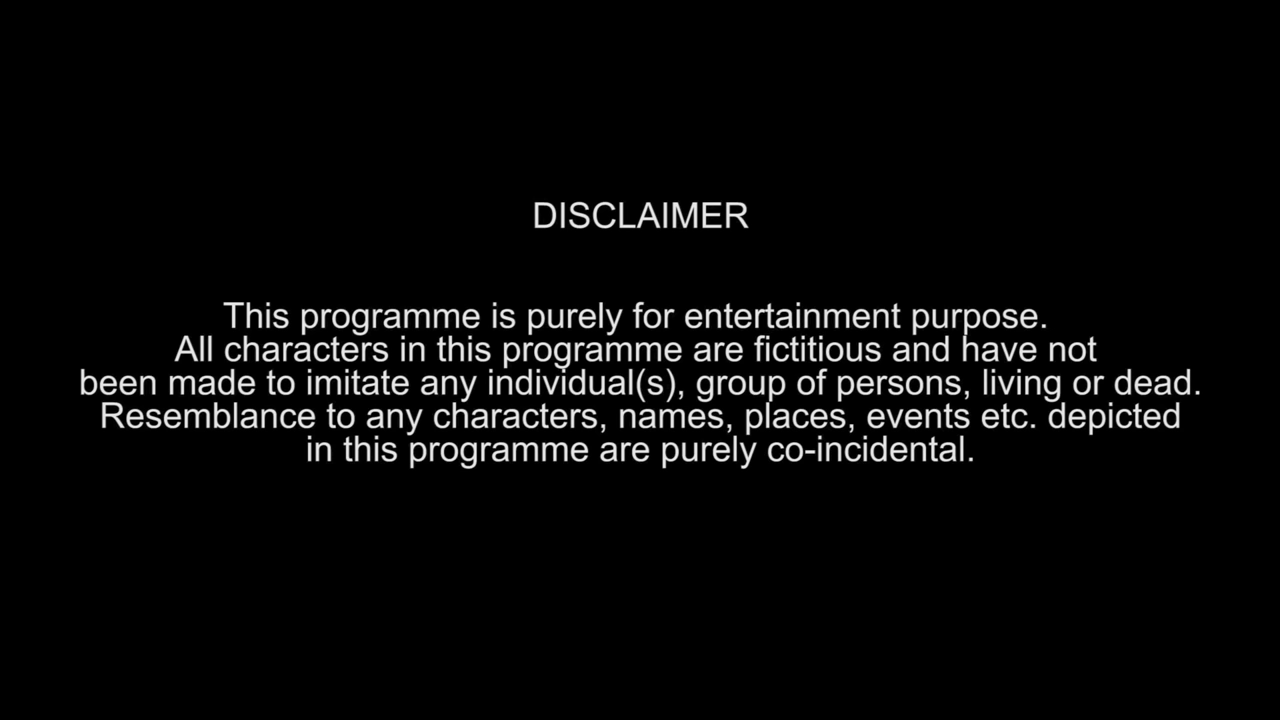 DISCLAIMER
This programme is purely for entertainment purpose.
All characters in this programme are fictitious and have not
been made to imitate any individual(s), group of persons, living or dead.
Resemblance to any characters, names, places, events etc. depicted
in this programme are purely co-incidental.